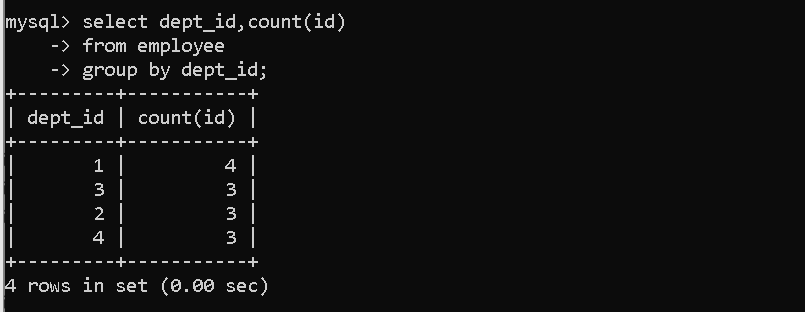 mysql> select dept_id,count(id)
    -> from employee
    -> group by dept_id;
+---------+-----------+
| dept_id | count(id) |
+---------+-----------+
|       1 |         4 |
|       3 |         3 |
|       2 |         3 |
|       4 |         3 |
+---------+-----------+
4 rows in set (0.00 sec)